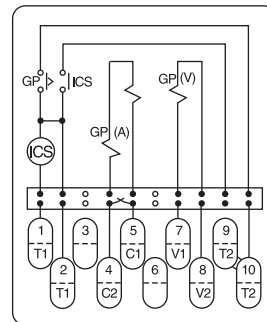 GP ICS
GP (V)
GP (A)
ICS
1 3 5 7 9
T1 C1 V1 T2
2 4 6 8 10
T1 C2 V2 T2